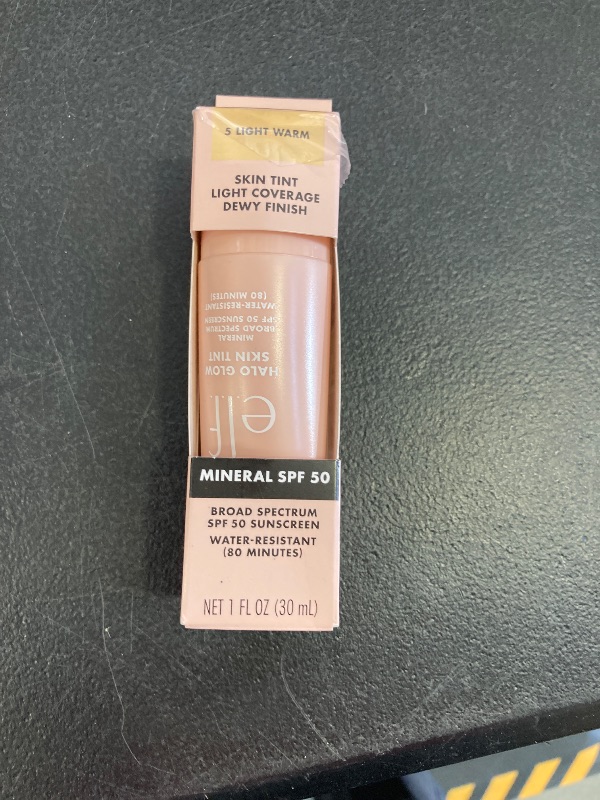 5 LIGHT WARM
SKIN TINT
LIGHT COVERAGE
DEWY FINISH
e.l.f.
HALO GLOW
SKIN TINT
MINERAL
BROAD SPECTRUM
SPF 50 SUNSCREEN
WATER-RESISTANT
(80 MINUTES)
MINERAL SPF 50
BROAD SPECTRUM
SPF 50 SUNSCREEN
WATER-RESISTANT
(80 MINUTES)
NET 1 FL OZ (30 mL)